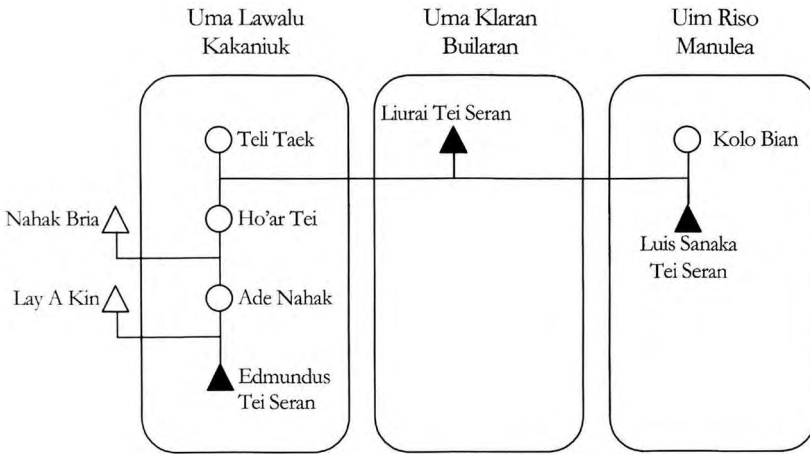 Uma Lawalu
Kakaniuk
Uma Klaran
Builaran
Uim Riso
Manulea
Liurai Tei Seran
Teli Taek
Kolo Bian
Nahak Bria
Ho'ar Tei
Luis Sanaka
Tei Seran
Lay A Kin
Ade Nahak
Edmundus
Tei Seran